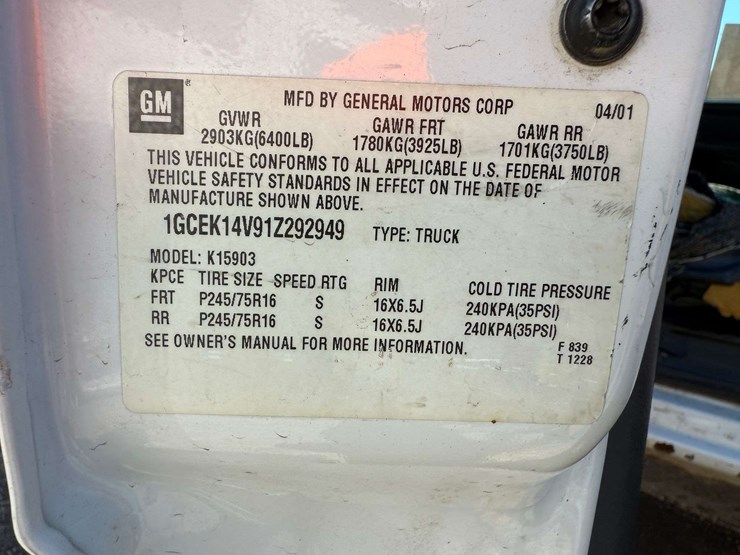 GM ®
MFD BY GENERAL MOTORS CORP 04/01
GVWR GAWR FRT GAWR RR
2903KG(6400LB) 1780KG(3925LB) 1701KG(3750LB)
THIS VEHICLE CONFORMS TO ALL APPLICABLE U.S. FEDERAL MOTOR
VEHICLE SAFETY STANDARDS IN EFFECT ON THE DATE OF
MANUFACTURE SHOWN ABOVE.
1GCEK14V91Z292949 TYPE: TRUCK
MODEL: K15903
KPCE TIRE SIZE SPEED RTG RIM COLD TIRE PRESSURE
FRT P245/75R16 S 16X6.5J 240KPA(35PSI)
RR P245/75R16 S 16X6.5J 240KPA(35PSI)
SEE OWNER'S MANUAL FOR MORE INFORMATION. F 839
T 1228